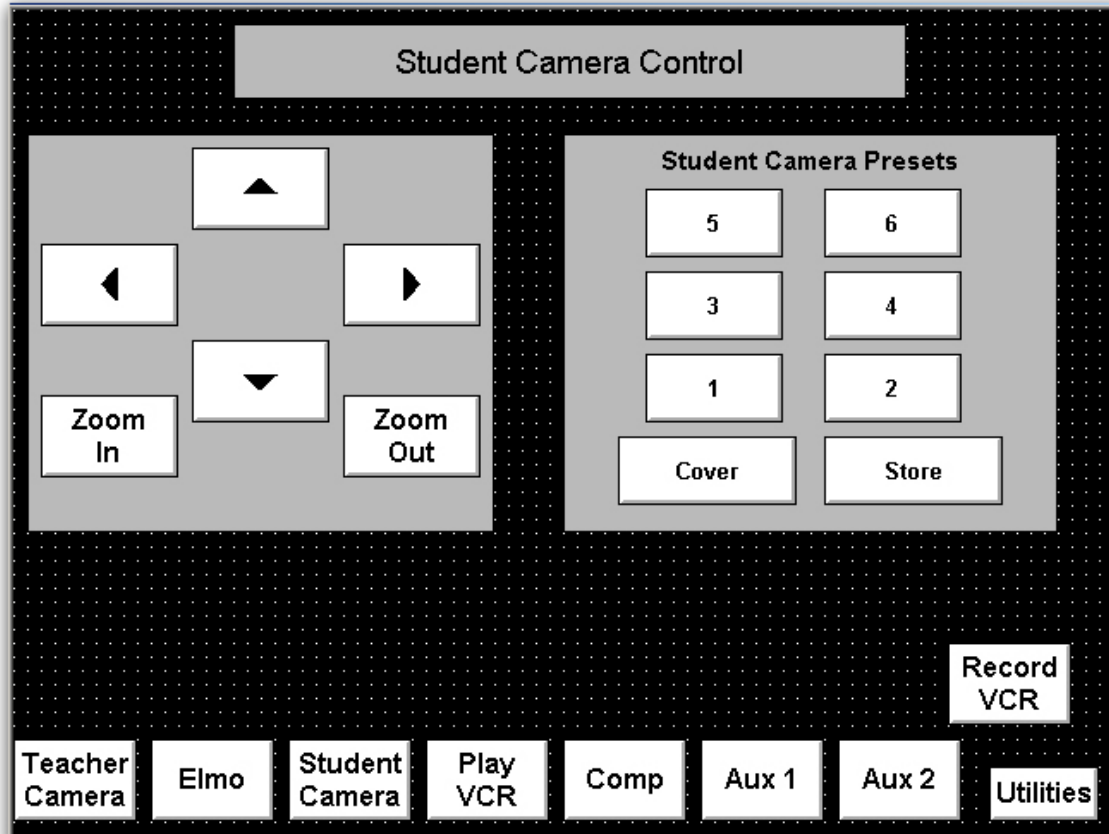 Student Camera Control
Student Camera Presets
5 6
3 4
1 2
Zoom
In
Zoom
Out
Cover Store
Record
VCR
Teacher
Camera
Elmo
Student
Camera
Play
VCR
Comp
Aux 1
Aux 2
Utilities